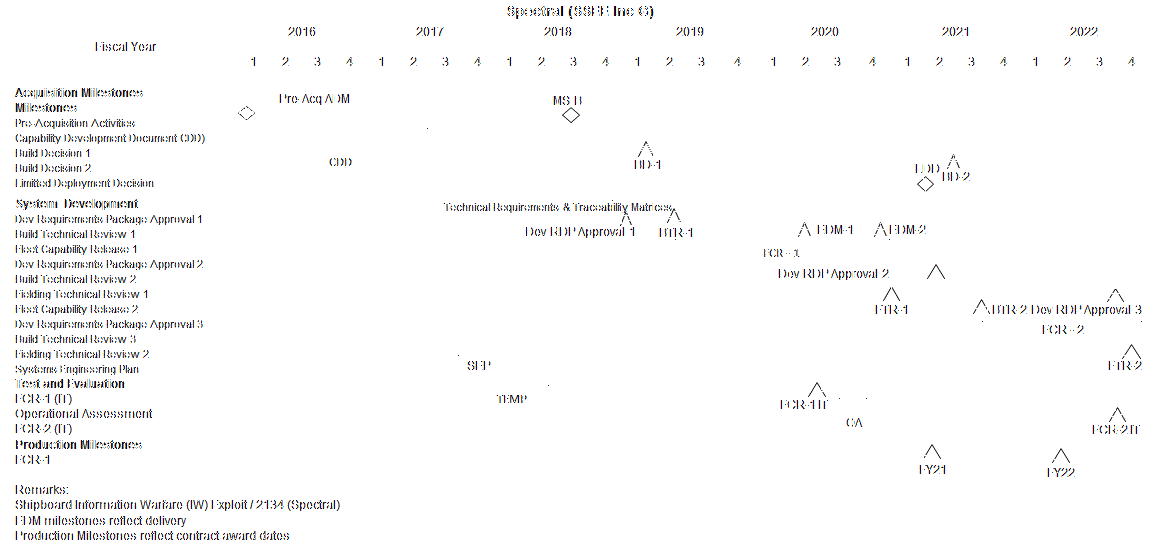 Spectral (SSEE Inc G)
Fiscal Year 2016 2017 2018 2019 2020 2021 2022
1 2 3 4 1 2 3 4 1 2 3 4 1 2 3 4 1 2 3 4 1 2 3 4 1 2 3 4
Acquisition Milestones
Milestones
Pre-Acq ADM MS B
Pre-Acquisition Activities
Capability Development Document CDD)
Build Decision 1
CDD BD-1
Build Decision 2
LDD BD-2
Limitted Deployment Decision
System Development
Technical Requirements & Traceability Matrices
Dev Requirements Package Approval 1
Dev RDP Approval 1 BTR-1 EDM-1 EDM-2
Build Technical Review 1
Fleet Capability Release 1
FCR - 1
Dev Requirements Package Approval 2
Dev RDP Approval 2
Build Technical Review 2
Fielding Technical Review 1
FTR-1 BTR-2 Dev RDP Approval 3
Fleet Capability Release 2
Dev Requirements Package Approval 3
FCR - 2
Build Technical Review 3
Fielding Technical Review 2
SEP FTR-2
Systems Engineering Plan
Test and Evaluation
FCR-1 (IT)
TEMP FCR-1 IT
Operational Assessment
OA
FCR-2 (IT)
FCR-2 IT
Production Milestones
FCR-1
FY21 FY22
Remarks:
Shipboard Information Warfare (IW) Exploit / 2134 (Spectral)
EDM milestones reflect delivery
Production Milestones reflect contract award dates